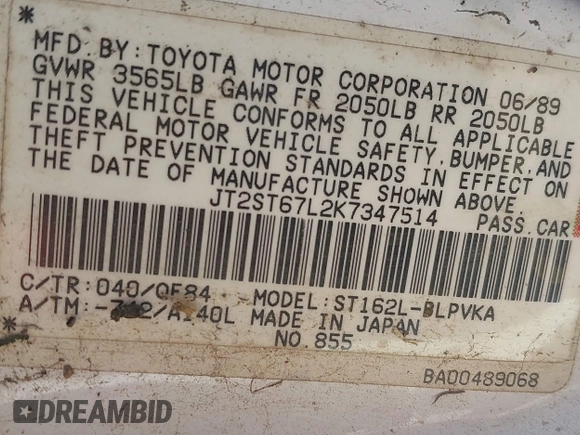 MFD. BY: TOYOTA MOTOR CORPORATION 06/89
GVWR 3565LB GAWR FR 2050LB RR 2050LB
THIS VEHICLE CONFORMS TO ALL APPLICABLE
FEDERAL MOTOR VEHICLE SAFETY, BUMPER, AND
THEFT PREVENTION STANDARDS IN EFFECT ON
THE DATE OF MANUFACTURE SHOWN ABOVE.
JT2ST67L2K7347514 PASS. CAR
C/TR: 040/QE84 MODEL: ST162L-BLPVKA
A/TM: A140L MADE IN JAPAN
NO. 855
BA00489068
DREAMBID